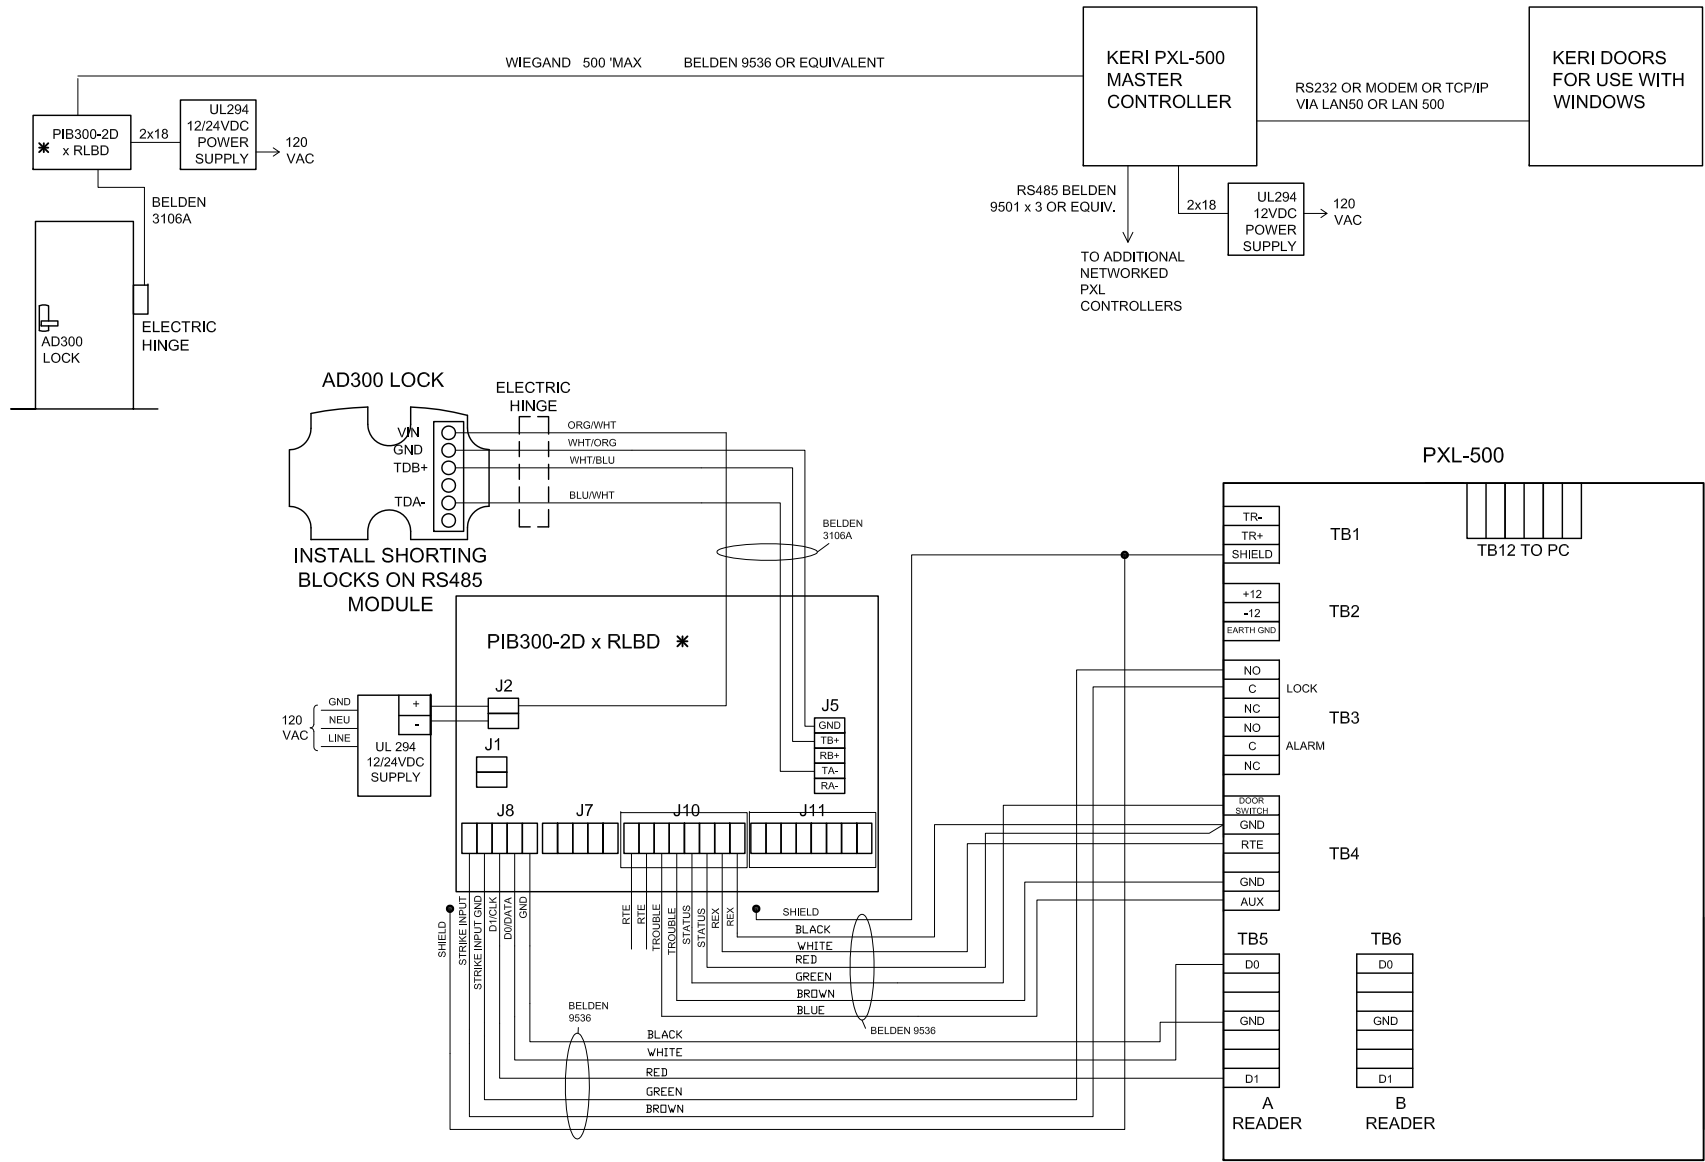 WIEGAND 500 'MAX BELDEN 9536 OR EQUIVALENT
KERI PXL-500
MASTER
CONTROLLER
RS232 OR MODEM OR TCP/IP
VIA LAN50 OR LAN 500
KERI DOORS
FOR USE WITH
WINDOWS
PIB300-2D
* x RLBD
2x18
UL294
12/24VDC
POWER
SUPPLY
120
VAC
BELDEN
3106A
AD300
LOCK
ELECTRIC
HINGE
RS485 BELDEN
9501 x 3 OR EQUIV.
2x18
UL294
12VDC
POWER
SUPPLY
120
VAC
TO ADDITIONAL
NETWORKED
PXL
CONTROLLERS
AD300 LOCK
ELECTRIC
HINGE
VIN
GND
TDB+
TDA-
ORG/WHT
WHT/ORG
WHT/BLU
BLU/WHT
BELDEN
3106A
INSTALL SHORTING
BLOCKS ON RS485
MODULE
PIB300-2D x RLBD *
J2
J1
J5
GND
TB+
RB+
TA-
RA-
120
VAC
GND
NEU
LINE
+
-
UL 294
12/24VDC
SUPPLY
J8
J7
J10
J11
SHIELD
STRIKE INPUT
STRIKE INPUT GND
D1/CLK
D0/DATA
GND
RTE
RTE
TROUBLE
TROUBLE
STATUS
STATUS
REX
REX
SHIELD
BLACK
WHITE
RED
GREEN
BROWN
BLUE
BELDEN 9536
BELDEN
9536
BLACK
WHITE
RED
GREEN
BROWN
PXL-500
TR-
TR+
SHIELD
TB1
TB12 TO PC
+12
-12
EARTH GND
TB2
NO
C
NC
NO
C
NC
LOCK
TB3
ALARM
DOOR
SWITCH
GND
RTE
GND
AUX
TB4
TB5
D0
GND
D1
A
READER
TB6
D0
GND
D1
B
READER